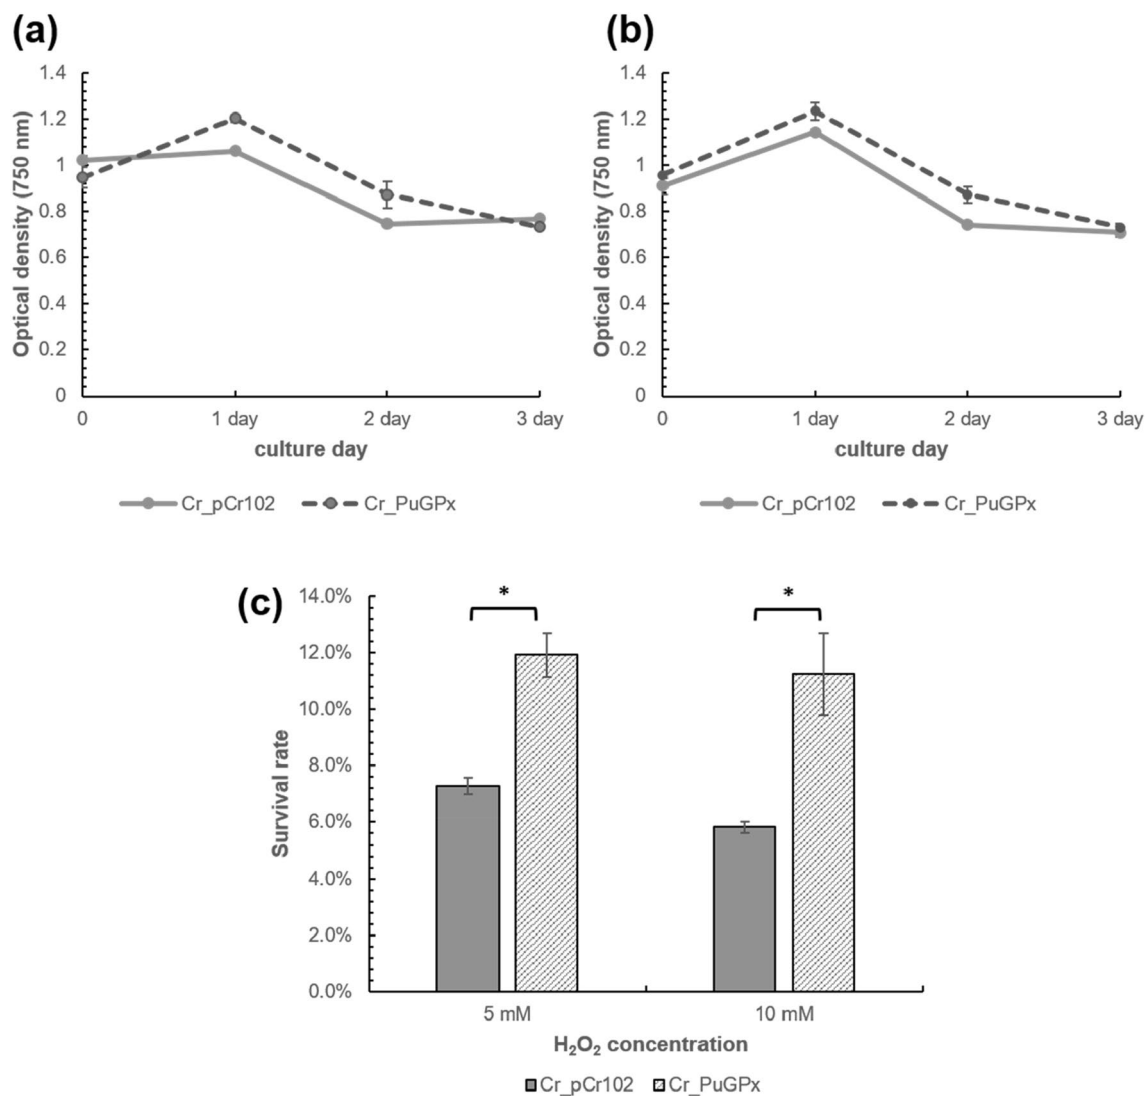 (a)
1.4
1.2
1
0.8
0.6
0.4
0.2
0
Optical density (750 nm)
0 1 day 2 day 3 day
culture day
Cr_pCr102 Cr_PuGPx
(b)
1.4
1.2
1
0.8
0.6
0.4
0.2
0
Optical density (750 nm)
0 1 day 2 day 3 day
culture day
Cr_pCr102 Cr_PuGPx
(c)
14.0%
12.0%
10.0%
8.0%
6.0%
4.0%
2.0%
0.0%
Survival rate
* *
5 mM 10 mM
H₂O₂ concentration
Cr_pCr102 Cr_PuGPx